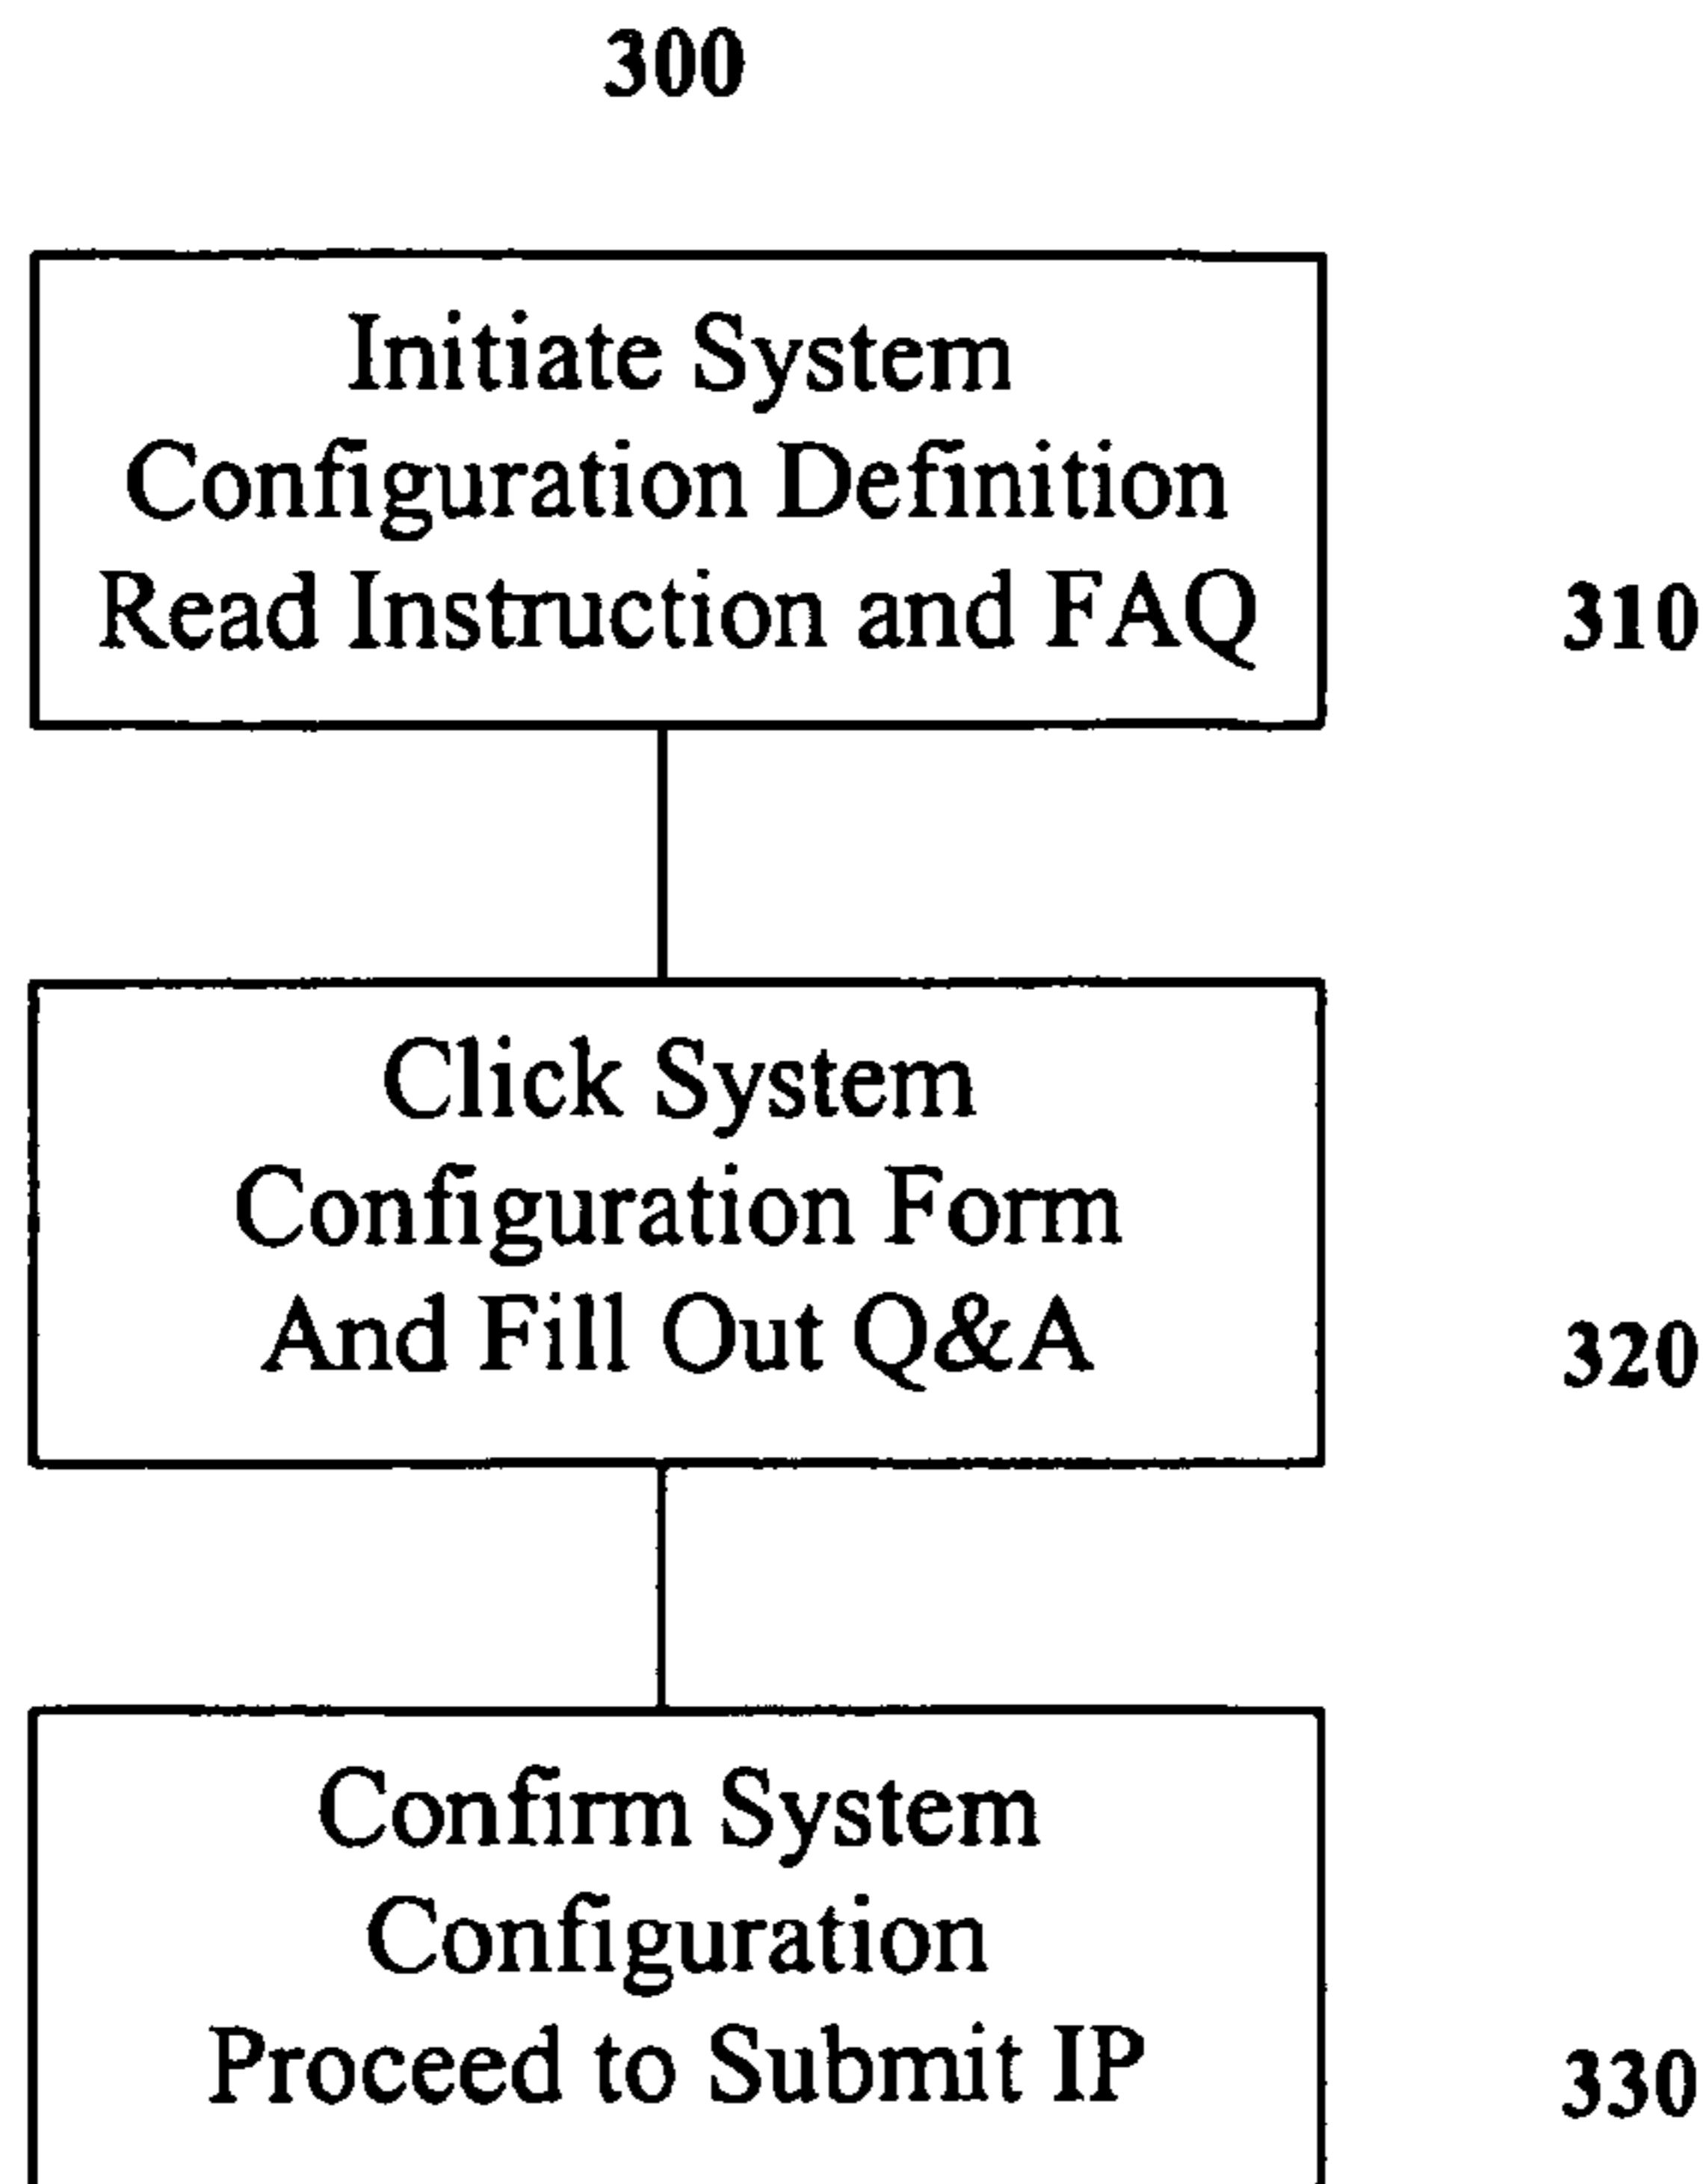 300
Initiate System
Configuration Definition
Read Instruction and FAQ
310
Click System
Configuration Form
And Fill Out Q&A
320
Confirm System
Configuration
Proceed to Submit IP
330